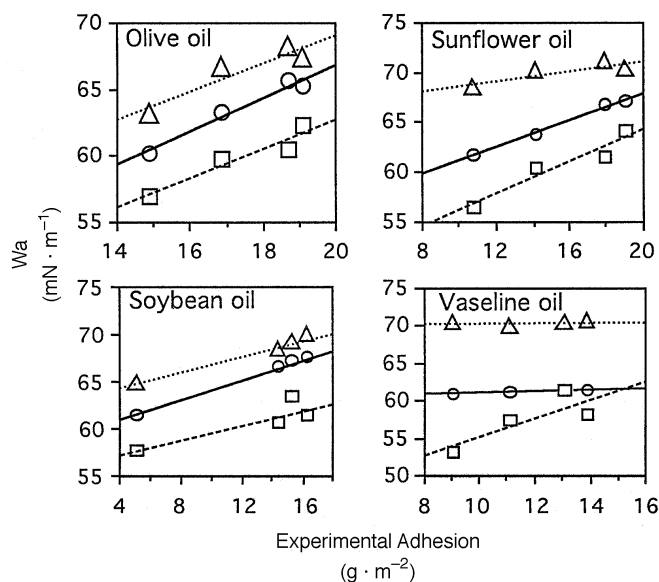 Olive oil
70
65
60
55
14 16 18 20
Sunflower oil
75
70
65
60
55
8 12 16 20
Soybean oil
75
70
65
60
55
4 8 12 16
Vaseline oil
75
70
65
60
55
50
8 10 12 14 16
Wa
(mN · m⁻¹)
Experimental Adhesion
(g · m⁻²)